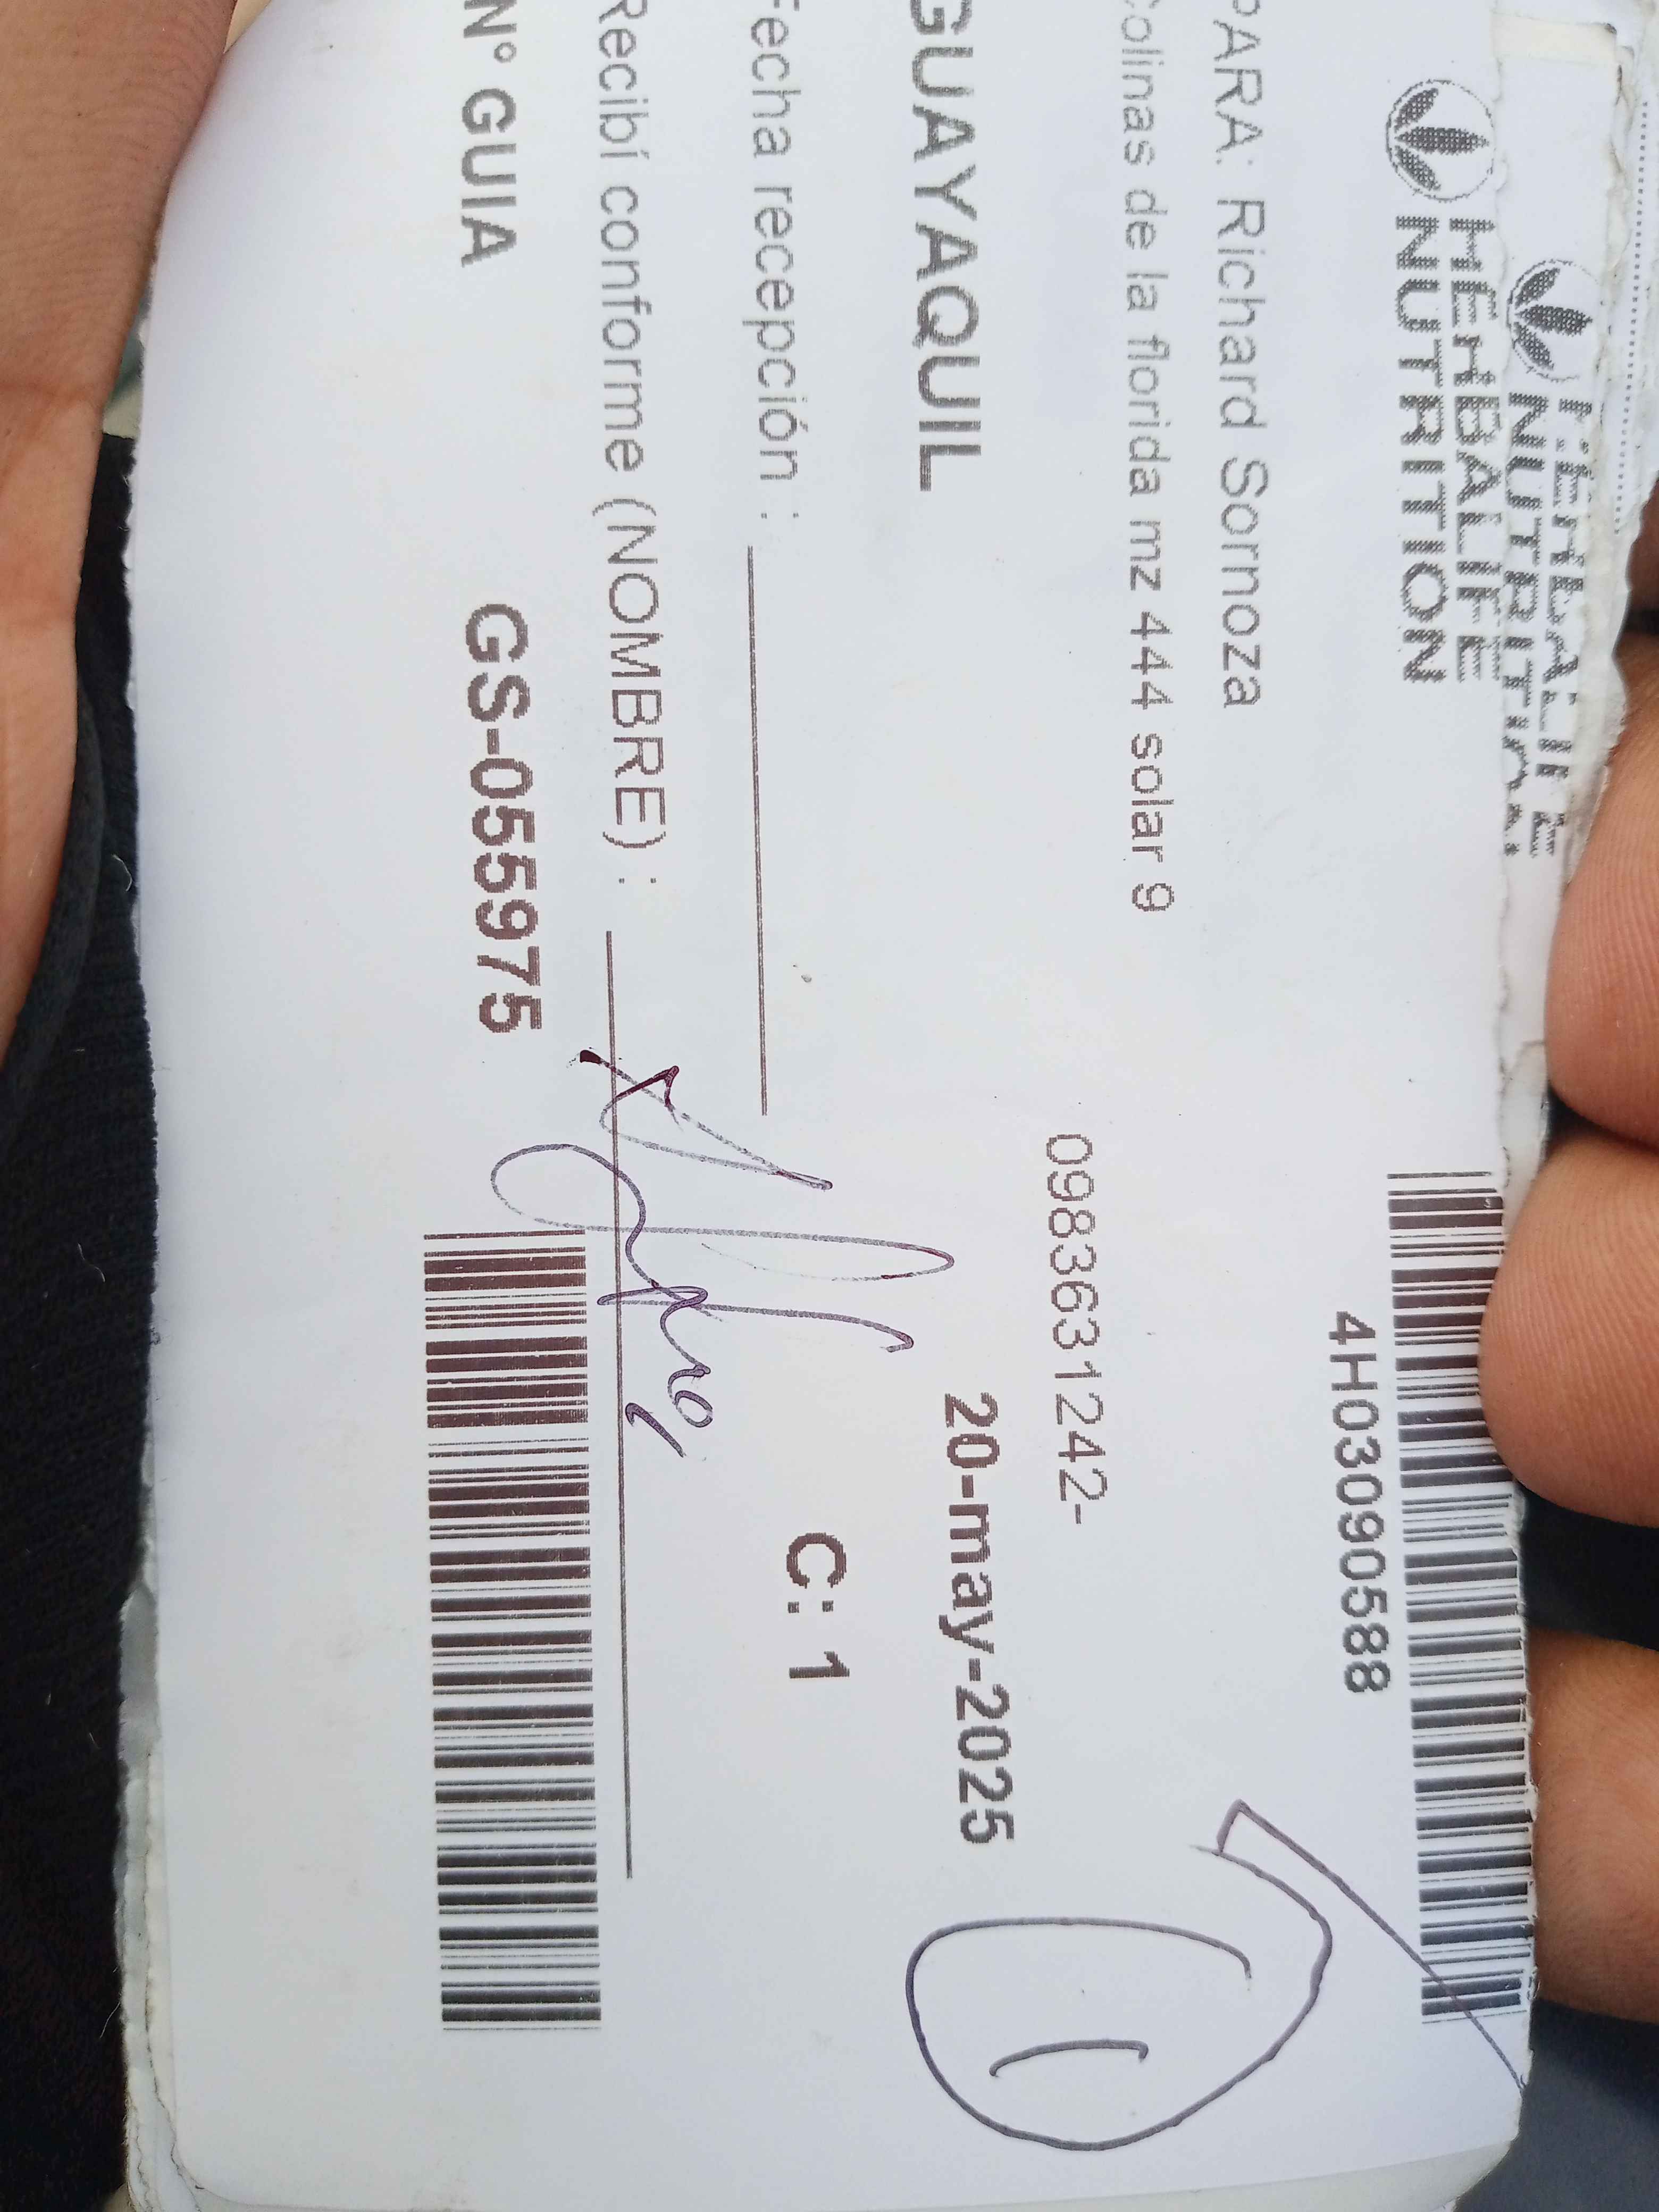 HERBALIFE
NUTRITION
HERBALIFE
NUTRITION
4H03090588
PARA: Richard Sornoza
Colinas de la florida mz 444 solar 9
0983631242-
GUAYAQUIL
20-may-2025
Fecha recepción :
C: 1
Recibí conforme (NOMBRE) :
N° GUIA
GS-055975